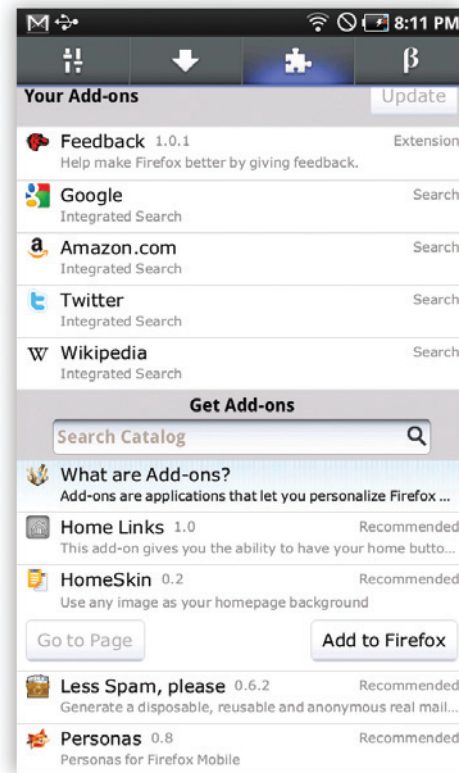 8:11 PM
β
Your Add-ons
Update
Feedback 1.0.1
Extension
Help make Firefox better by giving feedback.
Google
Search
Integrated Search
Amazon.com
Search
Integrated Search
Twitter
Search
Integrated Search
W Wikipedia
Search
Integrated Search
Get Add-ons
Search Catalog
What are Add-ons?
Add-ons are applications that let you personalize Firefox ...
Home Links 1.0
Recommended
This add-on gives you the ability to have your home butto...
HomeSkin 0.2
Recommended
Use any image as your homepage background
Go to Page
Add to Firefox
Less Spam, please 0.6.2
Recommended
Generate a disposable, reusable and anonymous real mail...
Personas 0.8
Recommended
Personas for Firefox Mobile